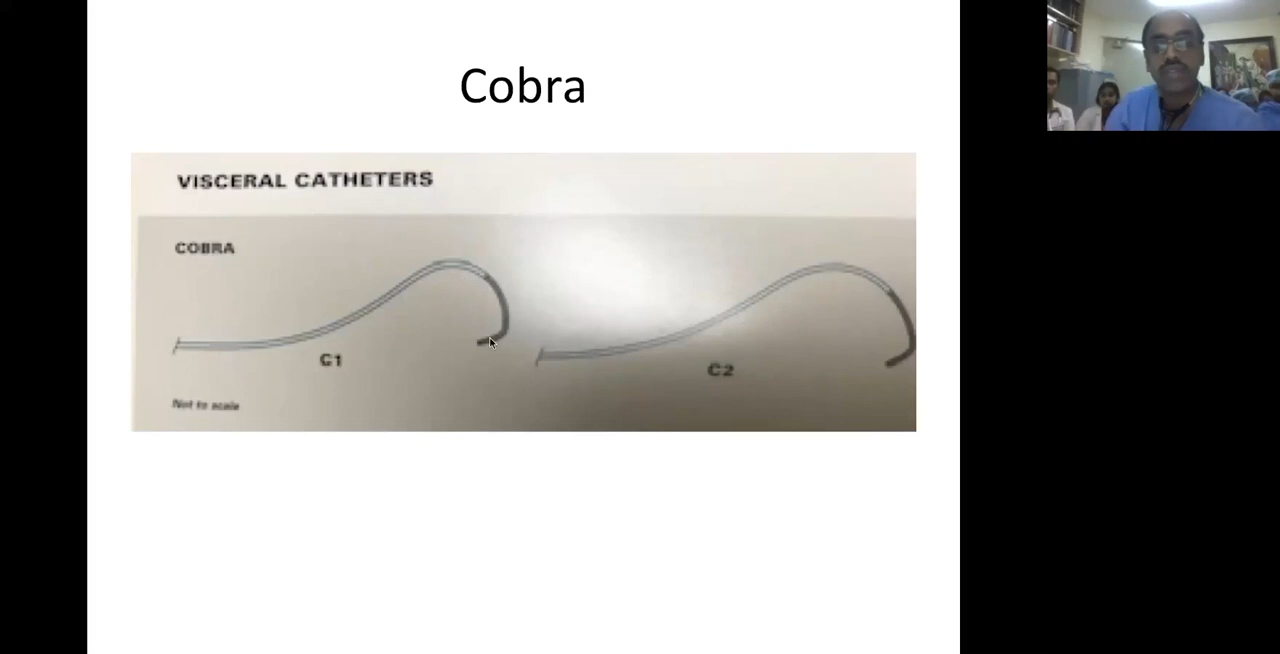 Cobra
VISCERAL CATHETERS
COBRA
C1
C2
Not to scale